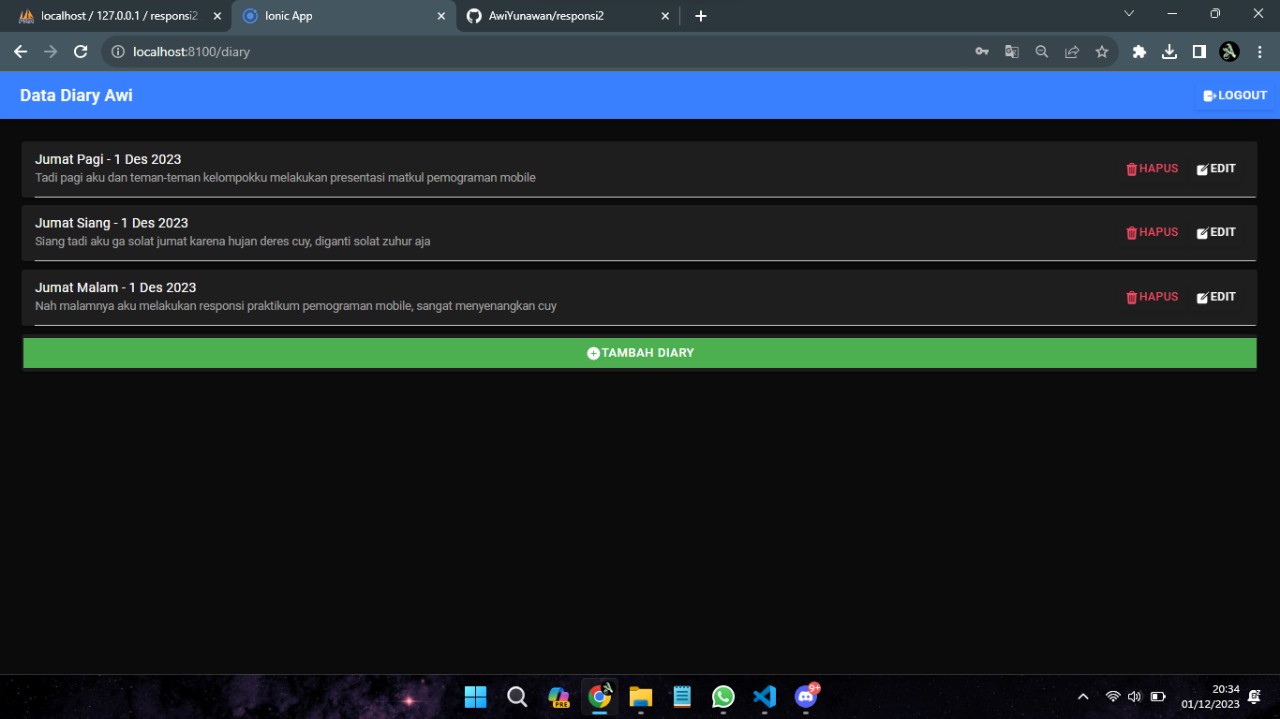 localhost / 127.0.0.1 / responsi2
Ionic App
AwiYunawan/responsi2
localhost:8100/diary
Data Diary Awi
LOGOUT
Jumat Pagi - 1 Des 2023
Tadi pagi aku dan teman-teman kelompokku melakukan presentasi matkul pemograman mobile
HAPUS
EDIT
Jumat Siang - 1 Des 2023
Siang tadi aku ga solat jumat karena hujan deres cuy, diganti solat zuhur aja
HAPUS
EDIT
Jumat Malam - 1 Des 2023
Nah malamnya aku melakukan responsi praktikum pemograman mobile, sangat menyenangkan cuy
HAPUS
EDIT
TAMBAH DIARY
PRE
9+
20:34
01/12/2023